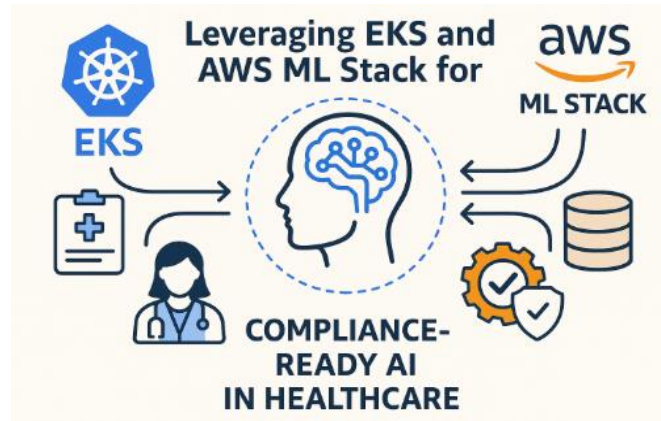 Leveraging EKS and
AWS ML Stack for
EKS
aws
ML STACK
COMPLIANCE-
READY AI
IN HEALTHCARE